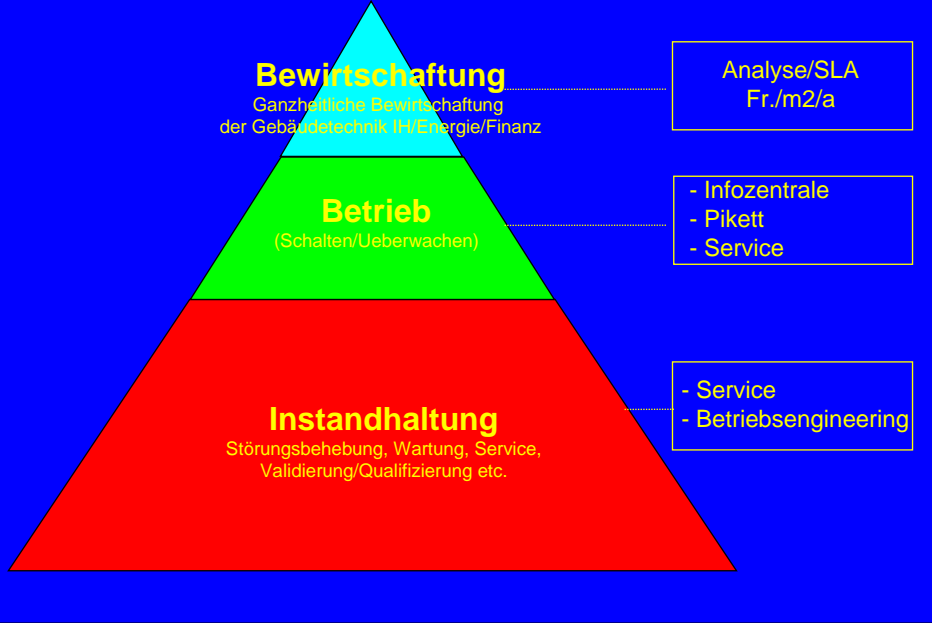 Bewirtschaftung
Ganzheitliche Bewirtschaftung
der Gebäudetechnik IH/Energie/Finanz
Analyse/SLA
Fr./m2/a
Betrieb
(Schalten/Ueberwachen)
- Infozentrale
- Pikett
- Service
Instandhaltung
Störungsbehebung, Wartung, Service,
Validierung/Qualifizierung etc.
- Service
- Betriebsengineering